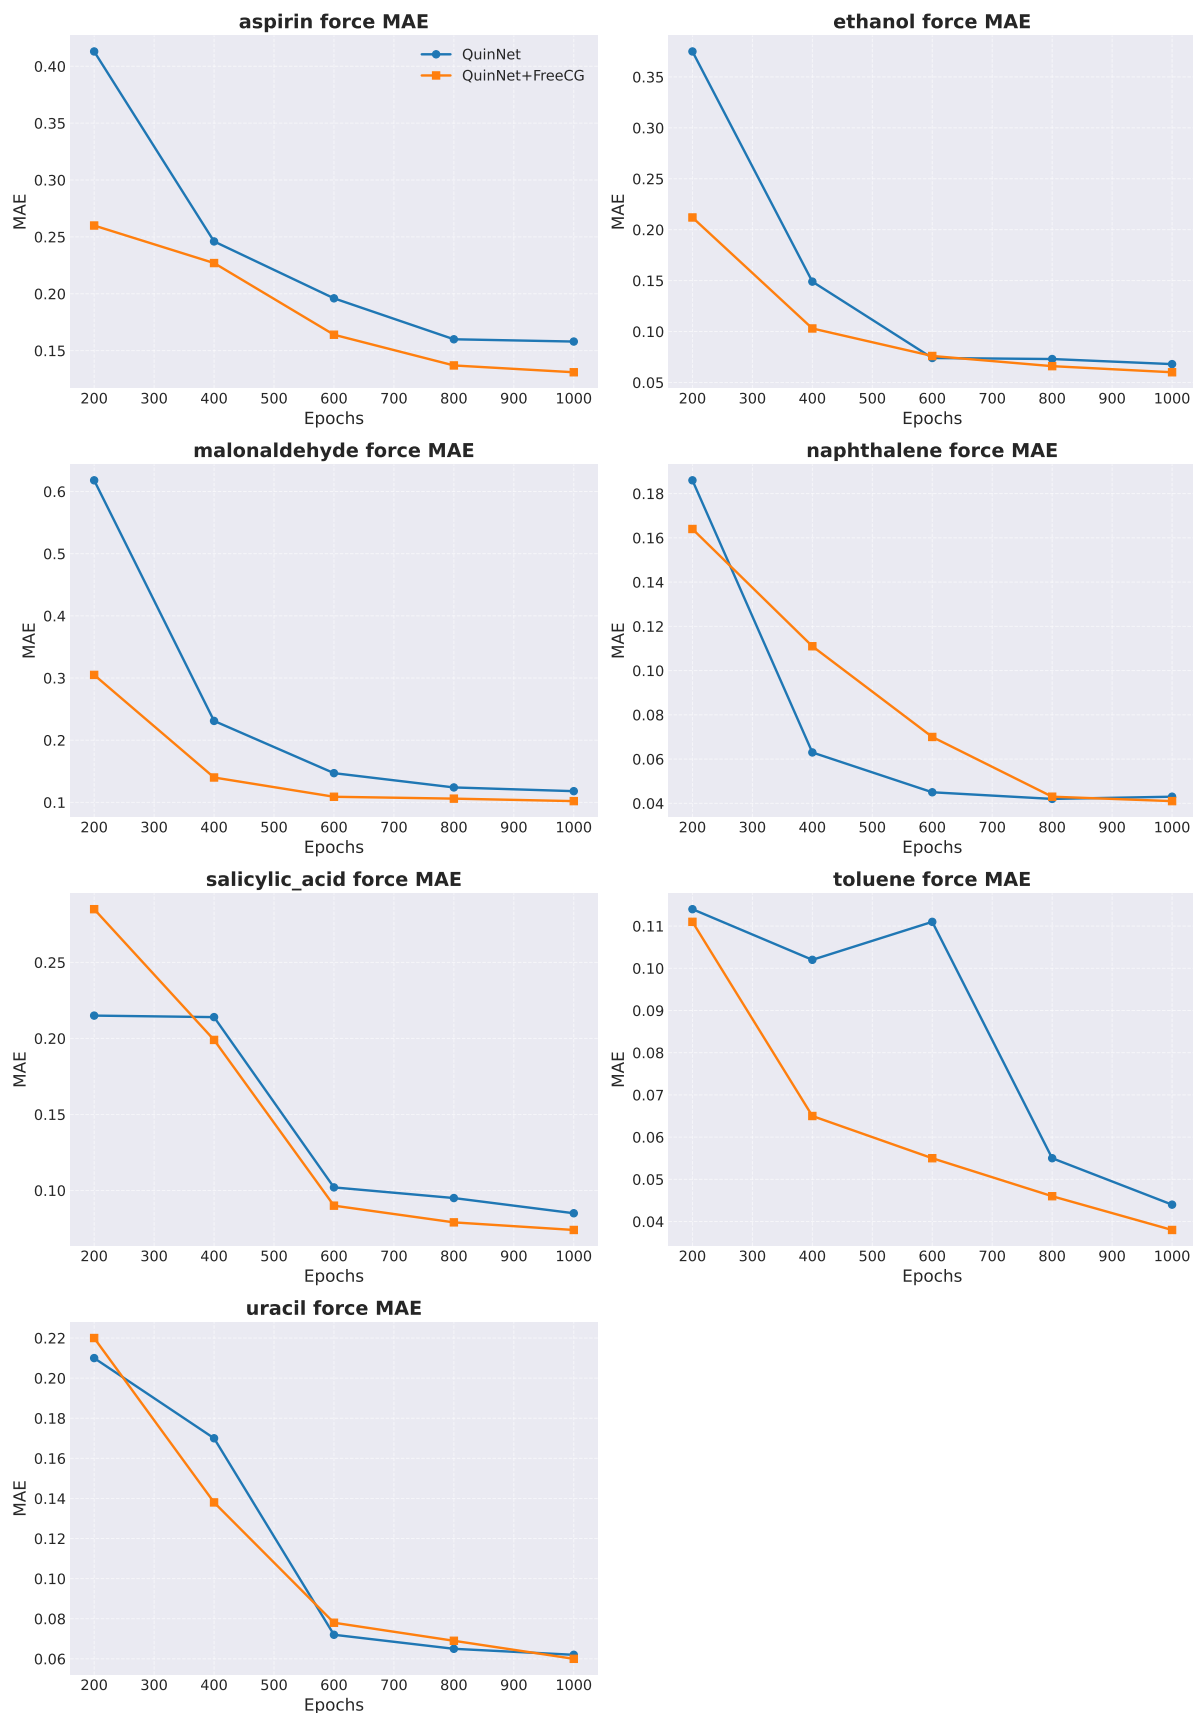 aspirin force MAE
QuinNet
QuinNet+FreeCG
MAE
0.40
0.35
0.30
0.25
0.20
0.15
200 300 400 500 600 700 800 900 1000
Epochs
ethanol force MAE
MAE
0.35
0.30
0.25
0.20
0.15
0.10
0.05
200 300 400 500 600 700 800 900 1000
Epochs
malonaldehyde force MAE
MAE
0.6
0.5
0.4
0.3
0.2
0.1
200 300 400 500 600 700 800 900 1000
Epochs
naphthalene force MAE
MAE
0.18
0.16
0.14
0.12
0.10
0.08
0.06
0.04
200 300 400 500 600 700 800 900 1000
Epochs
salicylic_acid force MAE
MAE
0.25
0.20
0.15
0.10
200 300 400 500 600 700 800 900 1000
Epochs
toluene force MAE
MAE
0.11
0.10
0.09
0.08
0.07
0.06
0.05
0.04
200 300 400 500 600 700 800 900 1000
Epochs
uracil force MAE
MAE
0.22
0.20
0.18
0.16
0.14
0.12
0.10
0.08
0.06
200 300 400 500 600 700 800 900 1000
Epochs